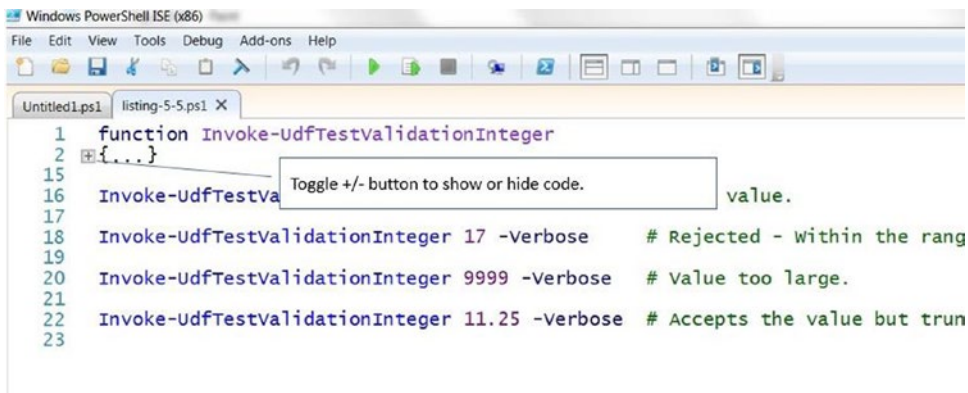 Windows PowerShell ISE (x86)
File Edit View Tools Debug Add-ons Help
Untitled1.ps1 listing-5-5.ps1 X
1 function Invoke-UdfTestValidationInteger
2 {...}
15
16 Invoke-UdfTestVa value.
Toggle +/- button to show or hide code.
17
18 Invoke-UdfTestValidationInteger 17 -Verbose # Rejected - Within the rang
19
20 Invoke-UdfTestValidationInteger 9999 -Verbose # Value too large.
21
22 Invoke-UdfTestValidationInteger 11.25 -Verbose # Accepts the value but trun
23